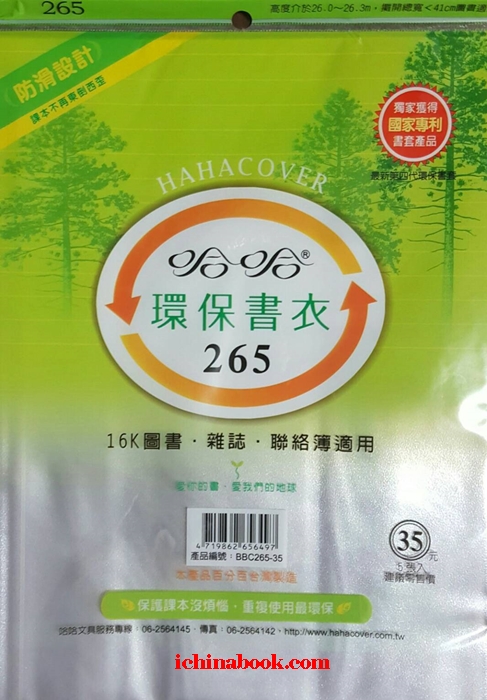 265
高度介於26.0～26.3m，攤開總寬＜41cm圖書適
防滑設計
課本不再東倒西歪
獨家獲得
國家專利
書套產品
最新第四代環保書套
HAHACOVER
哈哈®
環保書衣
265
16K圖書．雜誌．聯絡簿適用
愛你的書．愛我們的地球
4 719862 656497
產品編號：BBC265-35
本產品百分百台灣製造
35元
5張入
建議零售價
保護課本沒煩惱．重複使用最環保
哈哈文具服務專線：06-2564145．傳真：06-2564142．http://www.hahacover.com.tw
ichinabook.com